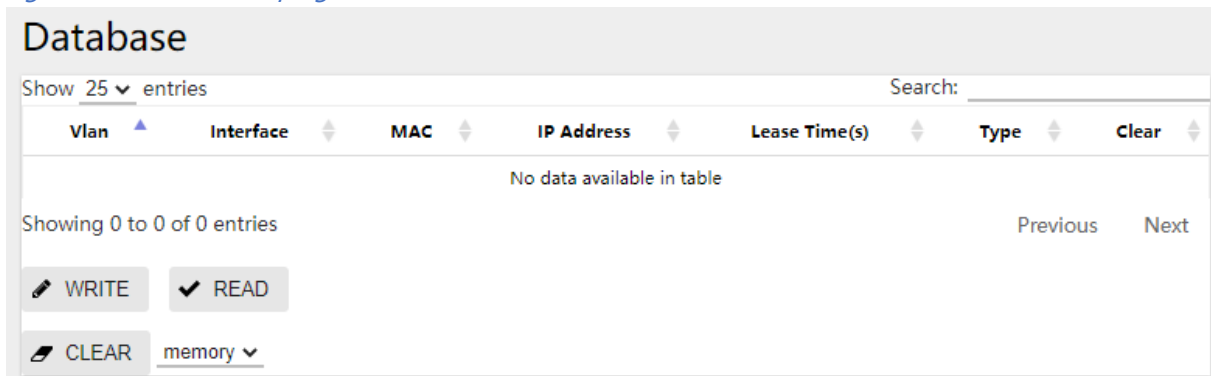 Database
Show 25 entries Search:
Vlan Interface MAC IP Address Lease Time(s) Type Clear
No data available in table
Showing 0 to 0 of 0 entries Previous Next
WRITE READ
CLEAR memory